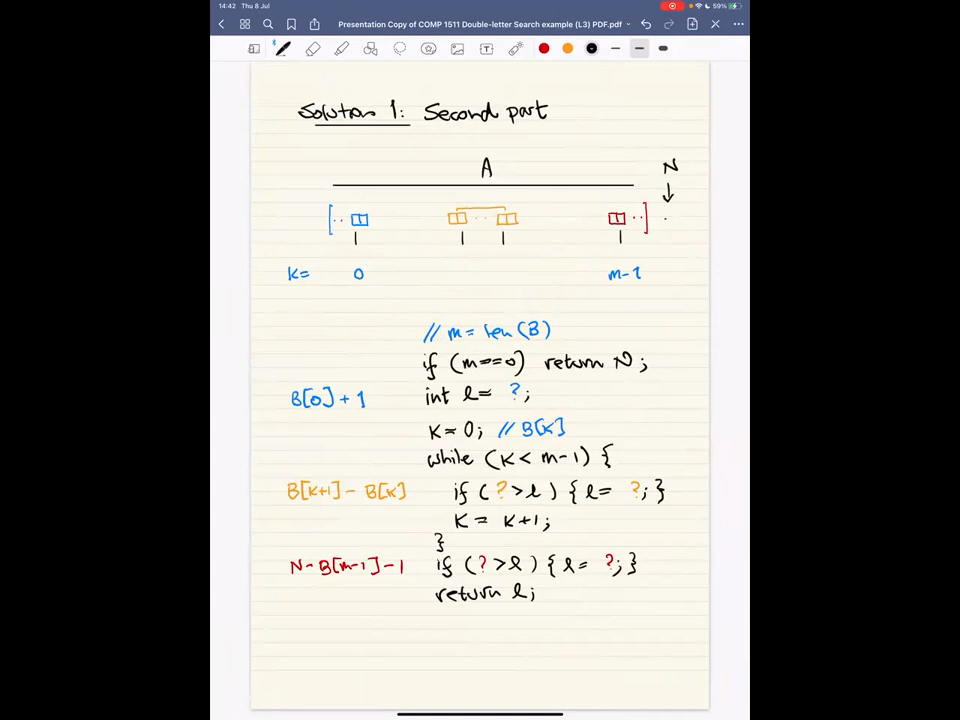 14:42 Thu 8 Jul
59%
Presentation Copy of COMP 1511 Double-letter Search example (L3) PDF.pdf
Solution 1: Second part
A
N
[ ·· ·· ·· ] ·
K= 0 m-1
// m = len(B)
if (m==0) return N;
B[0] + 1 int l = ?;
K = 0; // B[K]
while (K < m-1) {
B[K+1] - B[K] if (? > l) { l = ?; }
K = K+1;
}
N - B[m-1] - 1 if (? > l) { l = ?; }
return l;